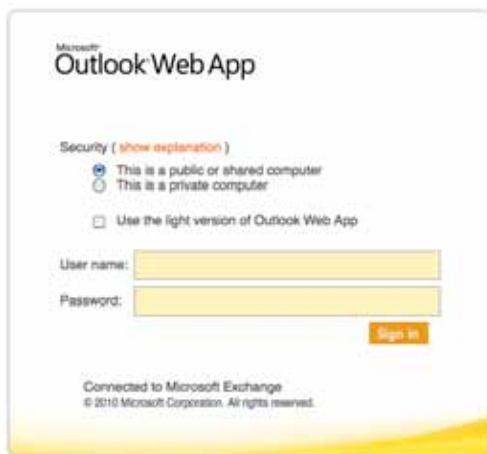 Microsoft®
Outlook Web App
Security ( show explanation )
This is a public or shared computer
This is a private computer
Use the light version of Outlook Web App
User name:
Password:
Sign in
Connected to Microsoft Exchange
© 2010 Microsoft Corporation. All rights reserved.